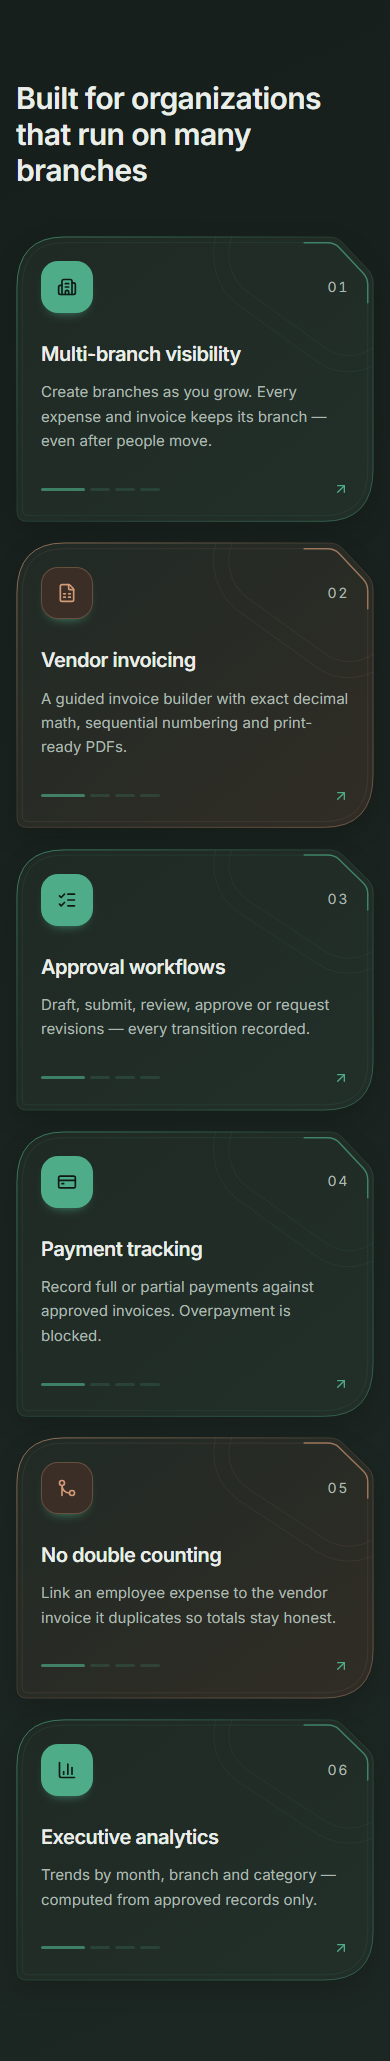 Built for organizations
that run on many
branches
01
Multi-branch visibility
Create branches as you grow. Every
expense and invoice keeps its branch —
even after people move.
02
Vendor invoicing
A guided invoice builder with exact decimal
math, sequential numbering and print-
ready PDFs.
03
Approval workflows
Draft, submit, review, approve or request
revisions — every transition recorded.
04
Payment tracking
Record full or partial payments against
approved invoices. Overpayment is
blocked.
05
No double counting
Link an employee expense to the vendor
invoice it duplicates so totals stay honest.
06
Executive analytics
Trends by month, branch and category —
computed from approved records only.